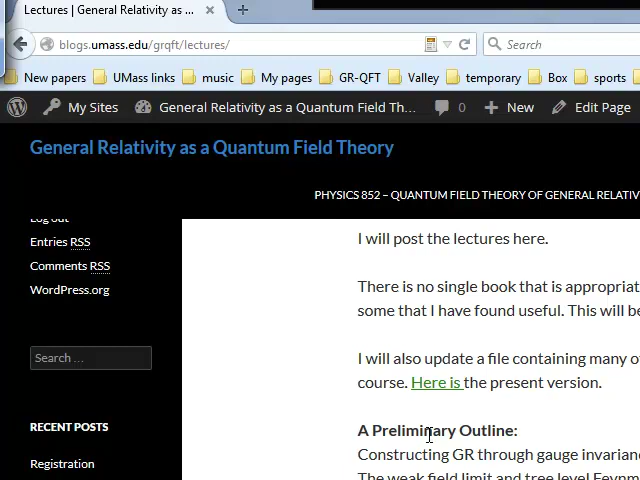 Lectures | General Relativity as ...
blogs.umass.edu/grqft/lectures/
Search
New papers UMass links music My pages GR-QFT Valley temporary Box sports
My Sites General Relativity as a Quantum Field Th... 0 New Edit Page
General Relativity as a Quantum Field Theory
PHYSICS 852 – QUANTUM FIELD THEORY OF GENERAL RELATIV
Log out
Entries RSS
Comments RSS
WordPress.org
Search ...
RECENT POSTS
Registration
I will post the lectures here.
There is no single book that is appropriat
some that I have found useful. This will be
I will also update a file containing many o
course. Here is the present version.
A Preliminary Outline:
Constructing GR through gauge invarianc
The weak field limit and tree level Feynm